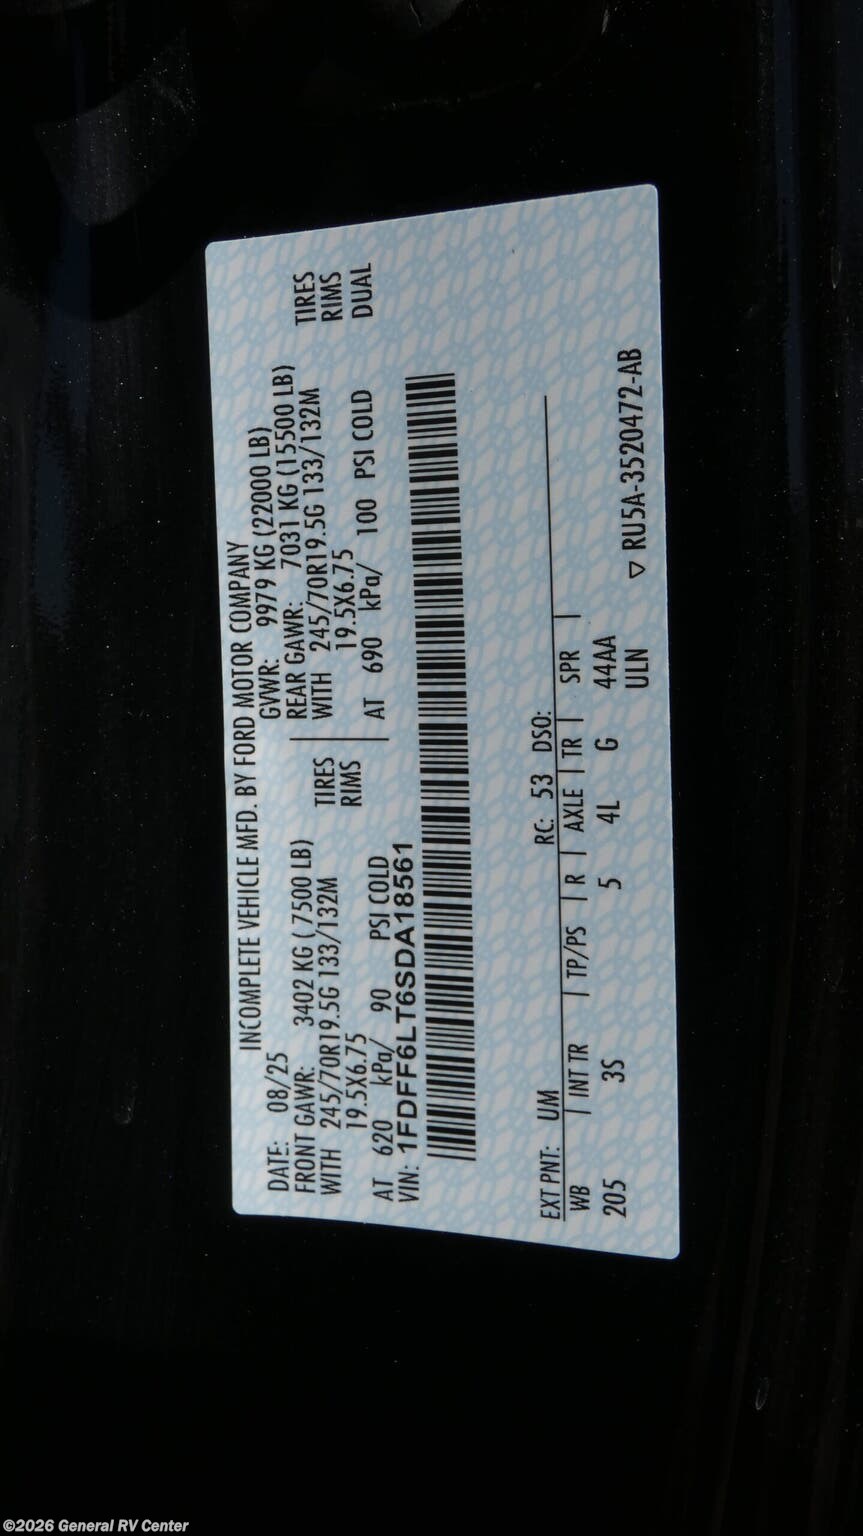 INCOMPLETE VEHICLE MFD. BY FORD MOTOR COMPANY
DATE: 08/25 GVWR: 9979 KG (22000 LB)
FRONT GAWR: 3402 KG ( 7500 LB) REAR GAWR: 7031 KG (15500 LB)
WITH 245/70R19.5G 133/132M TIRES WITH 245/70R19.5G 133/132M TIRES
19.5X6.75 RIMS 19.5X6.75 RIMS
AT 620 kPa/ 90 PSI COLD AT 690 kPa/ 100 PSI COLD DUAL
VIN: 1FDFF6LT6SDA18561
EXT PNT: UM RC: 53 DSO:
WB | INT TR | TP/PS | R | AXLE | TR | SPR |
205 3S 5 4L G 44AA
ULN
▽ RU5A-3520472-AB
©2026 General RV Center